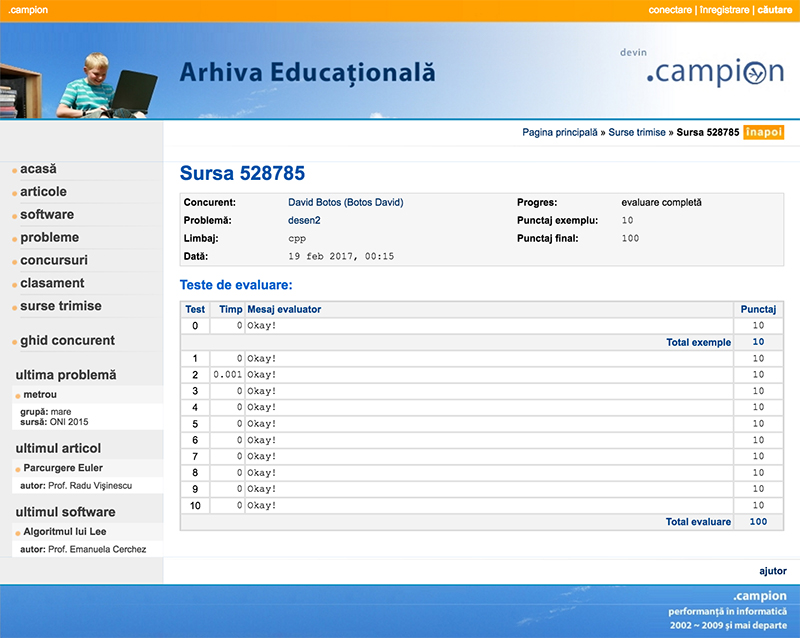 .campion
conectare | înregistrare | căutare
Arhiva Educațională
devin
.campion
Pagina principală » Surse trimise » Sursa 528785 înapoi
acasă
articole
software
probleme
concursuri
clasament
surse trimise
ghid concurent
ultima problemă
metrou
grupă: mare
sursă: ONI 2015
ultimul articol
Parcurgere Euler
autor: Prof. Radu Vișinescu
ultimul software
Algoritmul lui Lee
autor: Prof. Emanuela Cerchez
Sursa 528785
Concurent: David Botos (Botos David) Progres: evaluare completă
Problemă: desen2 Punctaj exemplu: 10
Limbaj: cpp Punctaj final: 100
Dată: 19 feb 2017, 00:15
Teste de evaluare:
Test Timp Mesaj evaluator Punctaj
0 0 Okay! 10
Total exemple 10
1 0 Okay! 10
2 0.001 Okay! 10
3 0 Okay! 10
4 0 Okay! 10
5 0 Okay! 10
6 0 Okay! 10
7 0 Okay! 10
8 0 Okay! 10
9 0 Okay! 10
10 0 Okay! 10
Total evaluare 100
ajutor
.campion
performanță în informatică
2002 ~ 2009 și mai departe